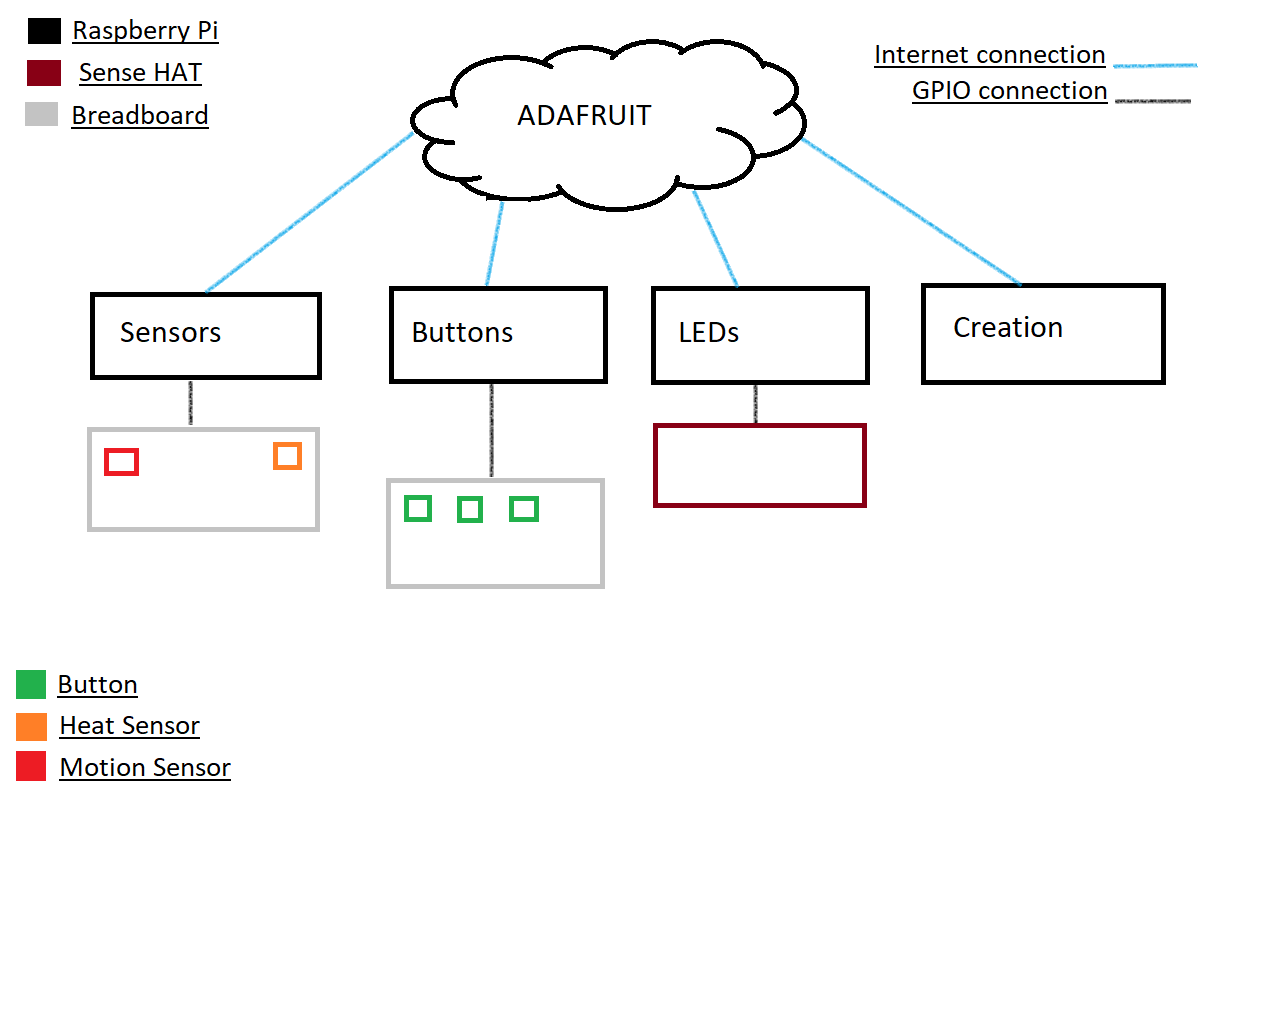 Raspberry Pi
Sense HAT
Breadboard
ADAFRUIT
Internet connection
GPIO connection
Sensors
Buttons
LEDs
Creation
Button
Heat Sensor
Motion Sensor